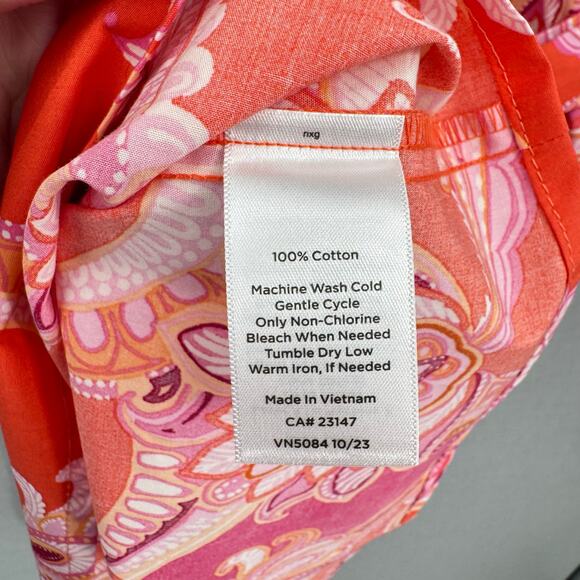 nxg
100% Cotton
Machine Wash Cold
Gentle Cycle
Only Non-Chlorine
Bleach When Needed
Tumble Dry Low
Warm Iron, If Needed
Made In Vietnam
CA# 23147
VN5084 10/23